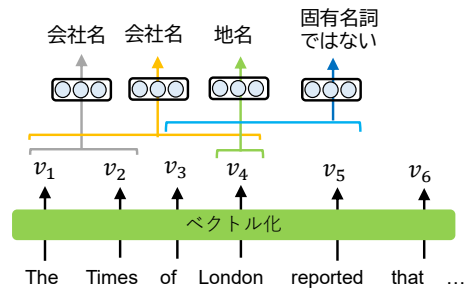 会社名 会社名 地名 固有名詞
ではない
v₁ v₂ v₃ v₄ v₅ v₆
ベクトル化
The Times of London reported that …